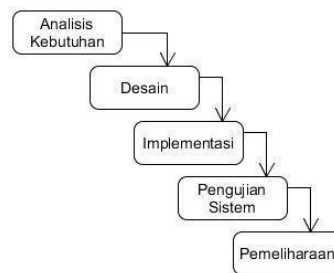 Analisis
Kebutuhan
Desain
Implementasi
Pengujian
Sistem
Pemeliharaan